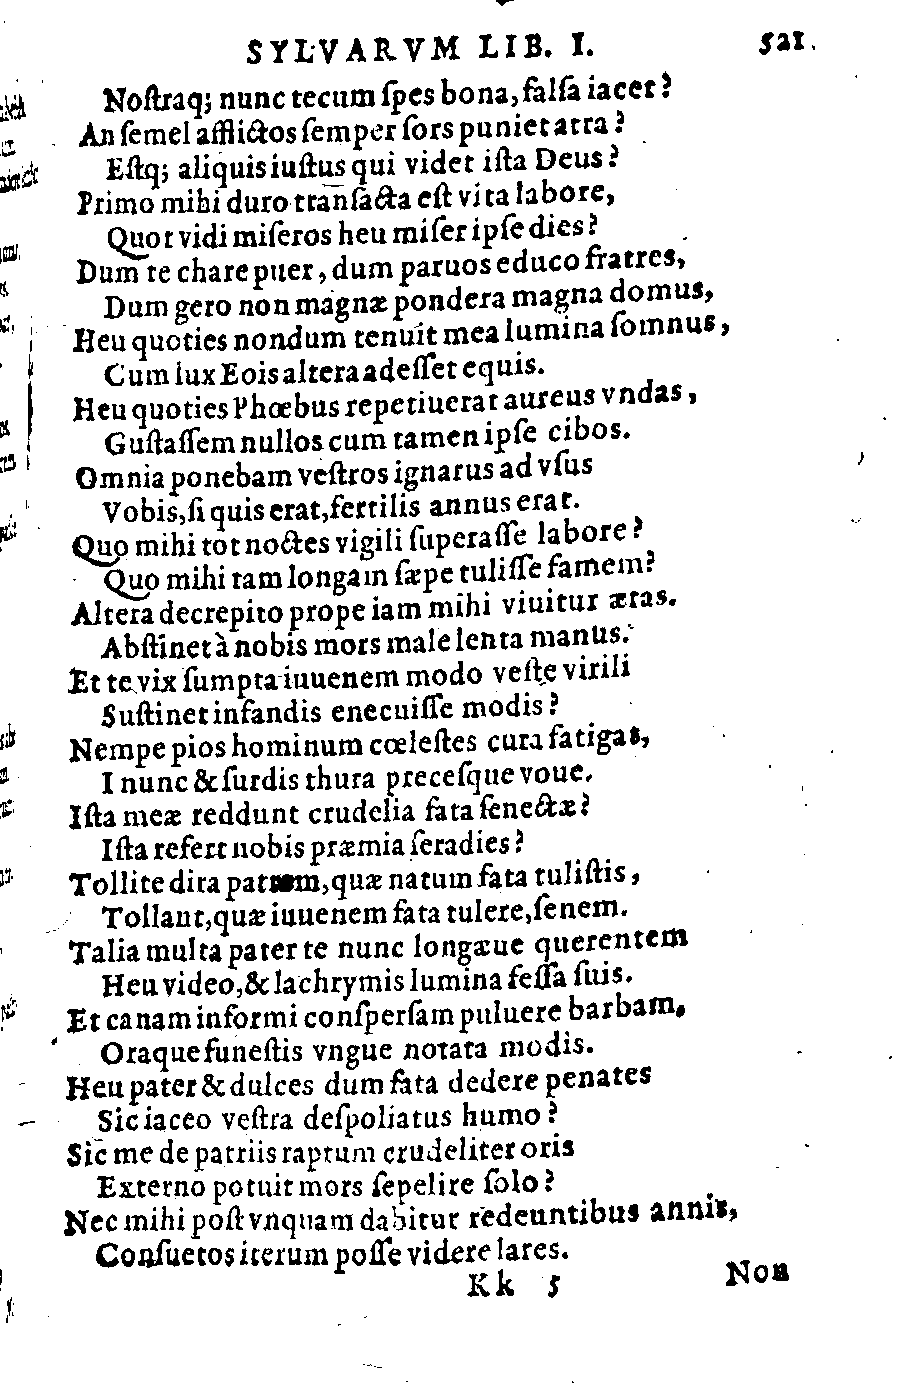 SYLVARVM LIB. I. 521.
Noſtraq; nunc tecum ſpes bona, falſa iacet?
An ſemel afflictos ſemper ſors puniet atra?
Eſtq; aliquis iuſtus qui videt iſta Deus?
Primo mihi duro tranſacta eſt vita labore,
Quot vidi miſeros heu miſer ipſe dies?
Dum te chare puer, dum paruos educo fratres,
Dum gero non magnæ pondera magna domus,
Heu quoties nondum tenuit mea lumina ſomnus,
Cum lux Eois altera adeſſet equis.
Heu quoties Phœbus repetiuerat aureus vndas,
Guſtaſſem nullos cum tamen ipſe cibos.
Omnia ponebam veſtros ignarus ad vſus
Vobis, ſi quis erat, fertilis annus erat.
Quo mihi tot noctes vigili ſuperaſſe labore?
Quo mihi tam longam ſæpe tuliſſe famem?
Altera decrepito prope iam mihi viuitur ætas.
Abſtinet à nobis mors male lenta manus.
Et te vix ſumpta iuuenem modo veſte virili
Suſtinet infandis enecuiſſe modis?
Nempe pios hominum cœleſtes cura fatigat,
I nunc & ſurdis thura preceſque voue.
Iſta meæ reddunt crudelia fata ſenectæ?
Iſta refert nobis præmia ſera dies?
Tollite dira patrem, quæ natum fata tuliſtis,
Tollant, quæ iuuenem fata tulere, ſenem.
Talia multa pater te nunc longæue querentem
Heu video, & lachrymis lumina feſſa ſuis.
Et canam informi conſperſam puluere barbam,
Oraque funeſtis vngue notata modis.
Heu pater & dulces dum fata dedere penates
Sic iaceo veſtra deſpoliatus humo?
Sic me de patriis raptum crudeliter oris
Externo potuit mors ſepelire ſolo?
Nec mihi poſt vnquam dabitur redeuntibus annis,
Conſuetos iterum poſſe videre lares.
Kk 5 Non